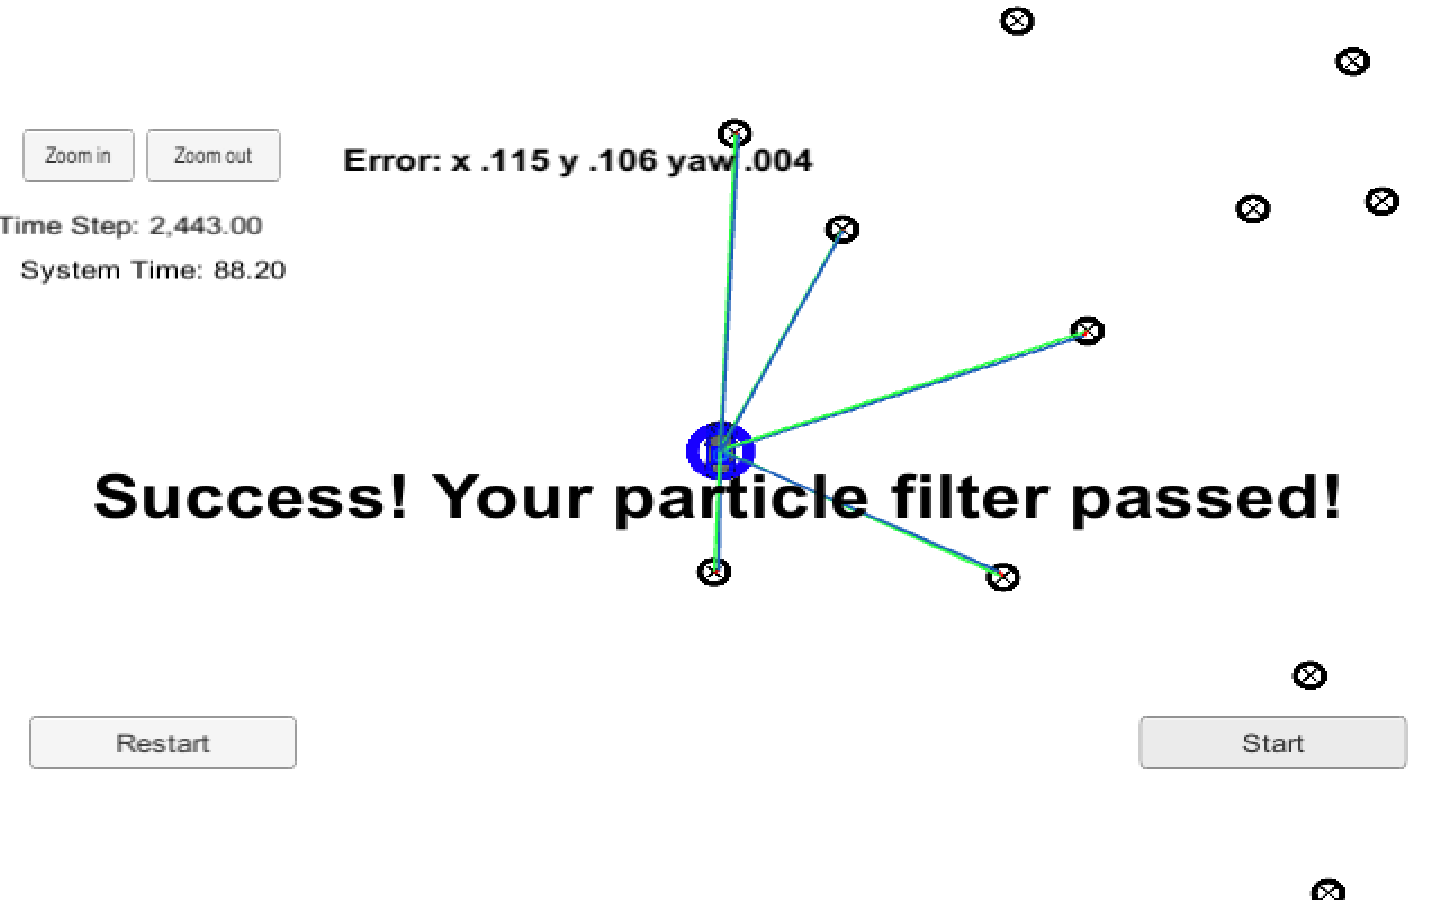 Zoom in
Zoom out
Error: x .115 y .106 yaw .004
Time Step: 2,443.00
System Time: 88.20
Success! Your particle filter passed!
Restart
Start